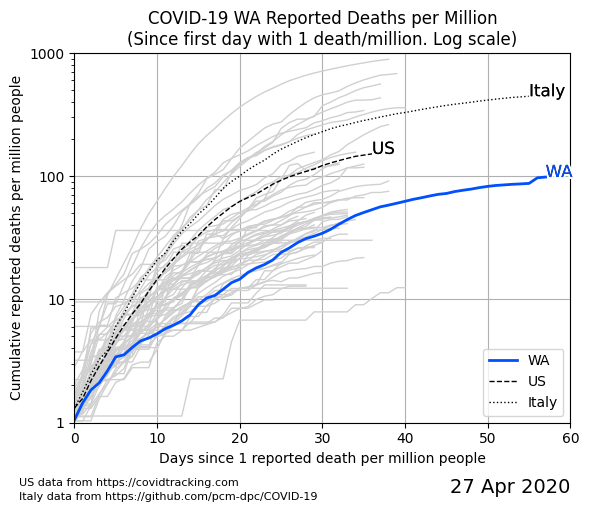 COVID-19 WA Reported Deaths per Million
(Since first day with 1 death/million. Log scale)
1000
100
10
1
Cumulative reported deaths per million people
Italy
US
WA
WA
US
Italy
0 10 20 30 40 50 60
Days since 1 reported death per million people
US data from https://covidtracking.com
Italy data from https://github.com/pcm-dpc/COVID-19
27 Apr 2020